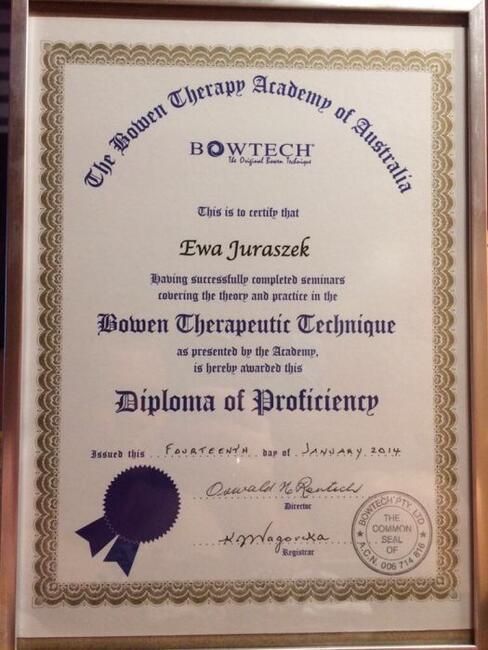 The Bowen Therapy Academy of Australia
BOWTECH®
The Original Bowen Technique
This is to certify that
Ewa Juraszek
Having successfully completed seminars
covering the theory and practice in the
Bowen Therapeutic Technique
as presented by the Academy,
is hereby awarded this
Diploma of Proficiency
Issued this FOURTEENTH day of JANUARY 2014
Oswald N Rentsch
Director
Registrar
BOWTECH PTY. LTD
THE
COMMON
SEAL
OF
A.C.N. 006 714 816